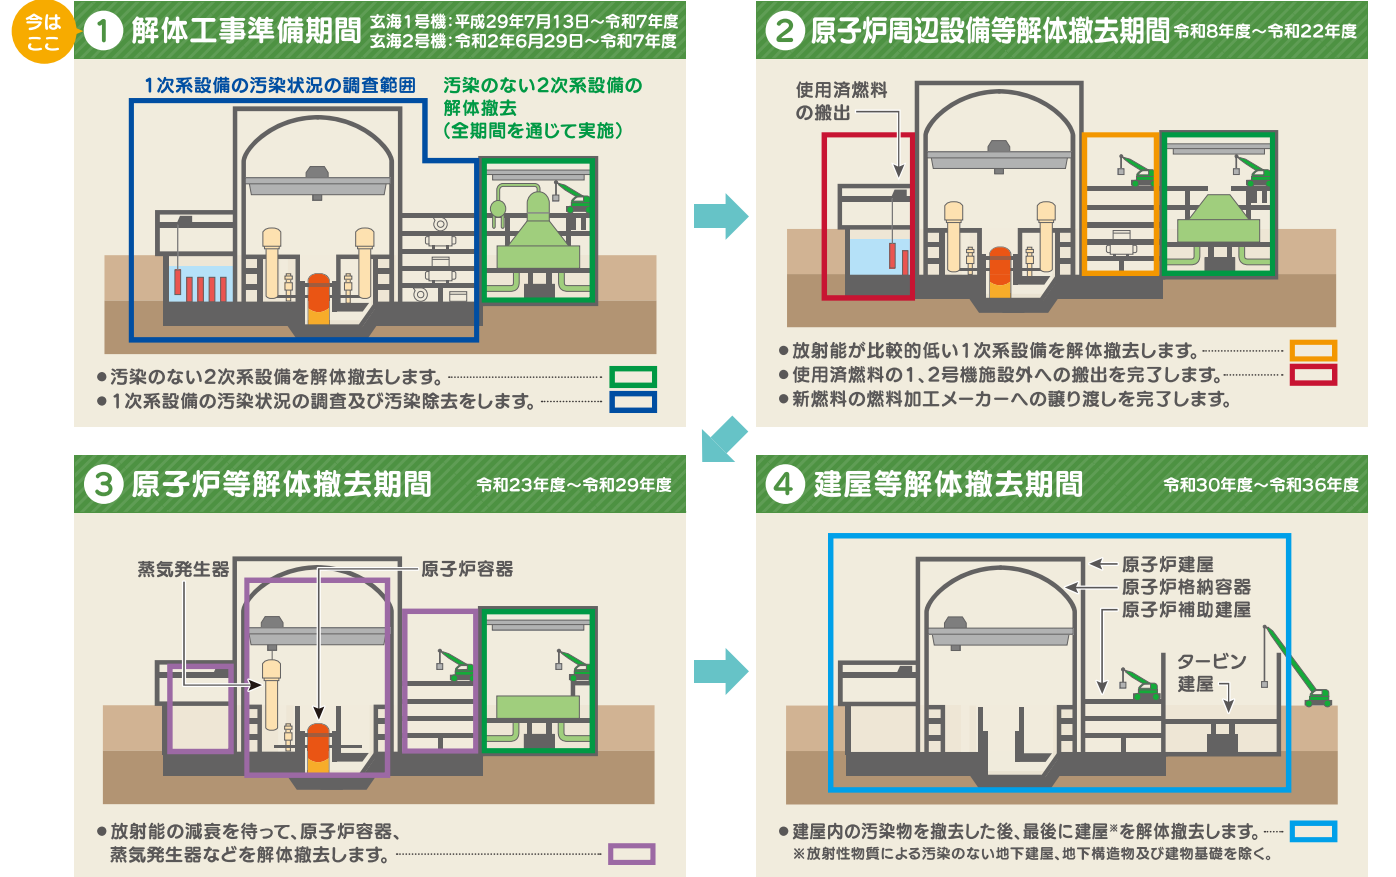 今は
ここ
1 解体工事準備期間
玄海1号機：平成29年7月13日～令和7年度
玄海2号機：令和2年6月29日～令和7年度
1次系設備の汚染状況の調査範囲
汚染のない2次系設備の
解体撤去
（全期間を通じて実施）
●汚染のない2次系設備を解体撤去します。
●1次系設備の汚染状況の調査及び汚染除去をします。
2 原子炉周辺設備等解体撤去期間 令和8年度～令和22年度
使用済燃料
の搬出
●放射能が比較的低い1次系設備を解体撤去します。
●使用済燃料の1、2号機施設外への搬出を完了します。
●新燃料の燃料加工メーカーへの譲り渡しを完了します。
3 原子炉等解体撤去期間 令和23年度～令和29年度
蒸気発生器
原子炉容器
●放射能の減衰を待って、原子炉容器、
蒸気発生器などを解体撤去します。
4 建屋等解体撤去期間 令和30年度～令和36年度
原子炉建屋
原子炉格納容器
原子炉補助建屋
タービン
建屋
●建屋内の汚染物を撤去した後、最後に建屋※を解体撤去します。
※放射性物質による汚染のない地下建屋、地下構造物及び建物基礎を除く。